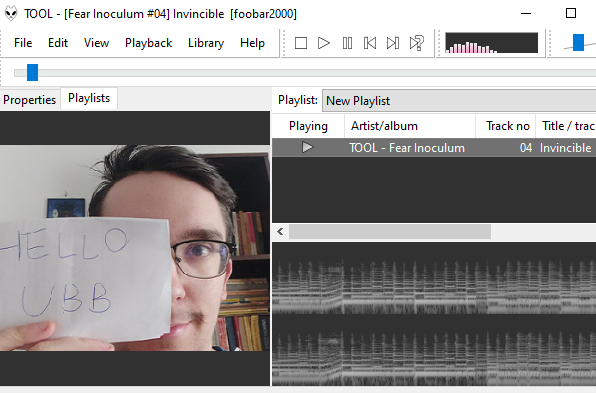 TOOL - [Fear Inoculum #04] Invincible [foobar2000]
File Edit View Playback Library Help
Properties Playlists
Playlist: New Playlist
Playing Artist/album Track no Title / trac
TOOL - Fear Inoculum 04 Invincible
HELLO
UBB